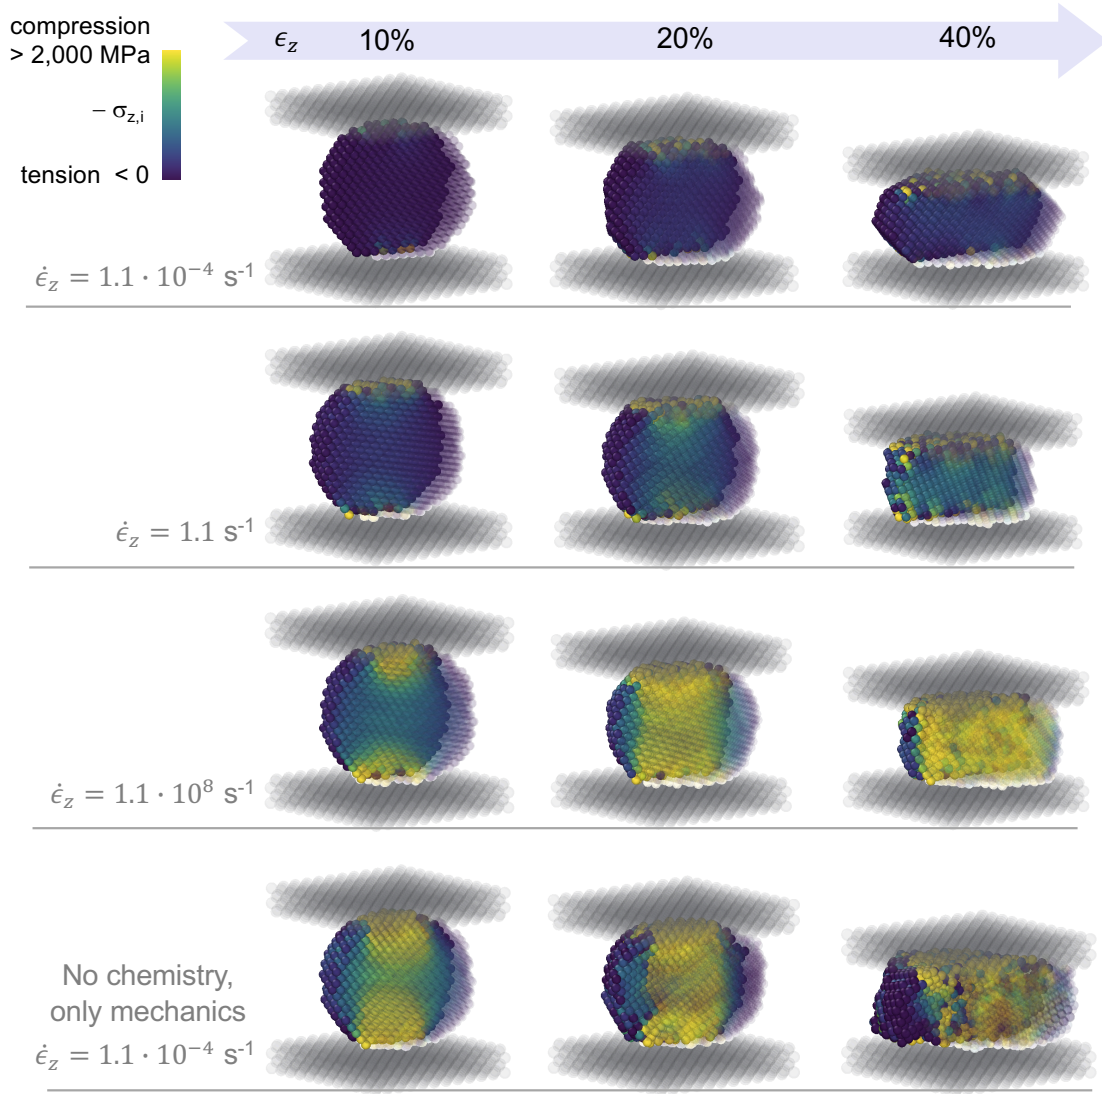 compression
> 2,000 MPa
− σz,i
tension < 0
ϵz 10% 20% 40%
ϵ̇z = 1.1 · 10⁻⁴ s⁻¹
ϵ̇z = 1.1 s⁻¹
ϵ̇z = 1.1 · 10⁸ s⁻¹
No chemistry,
only mechanics
ϵ̇z = 1.1 · 10⁻⁴ s⁻¹